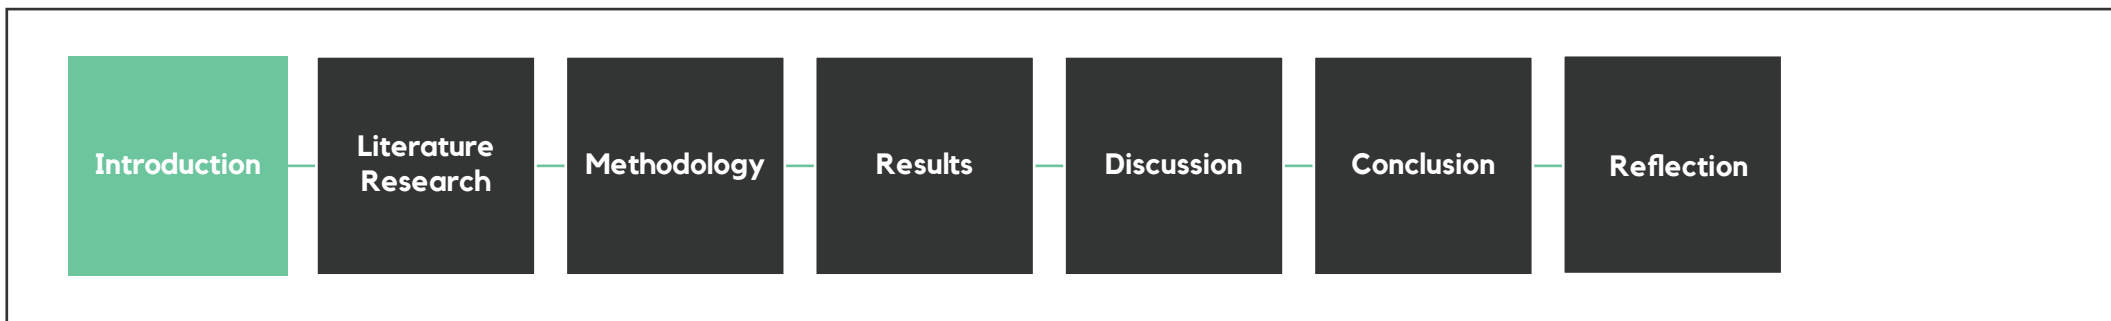 Introduction
Literature
Research
Methodology
Results
Discussion
Conclusion
Reflection